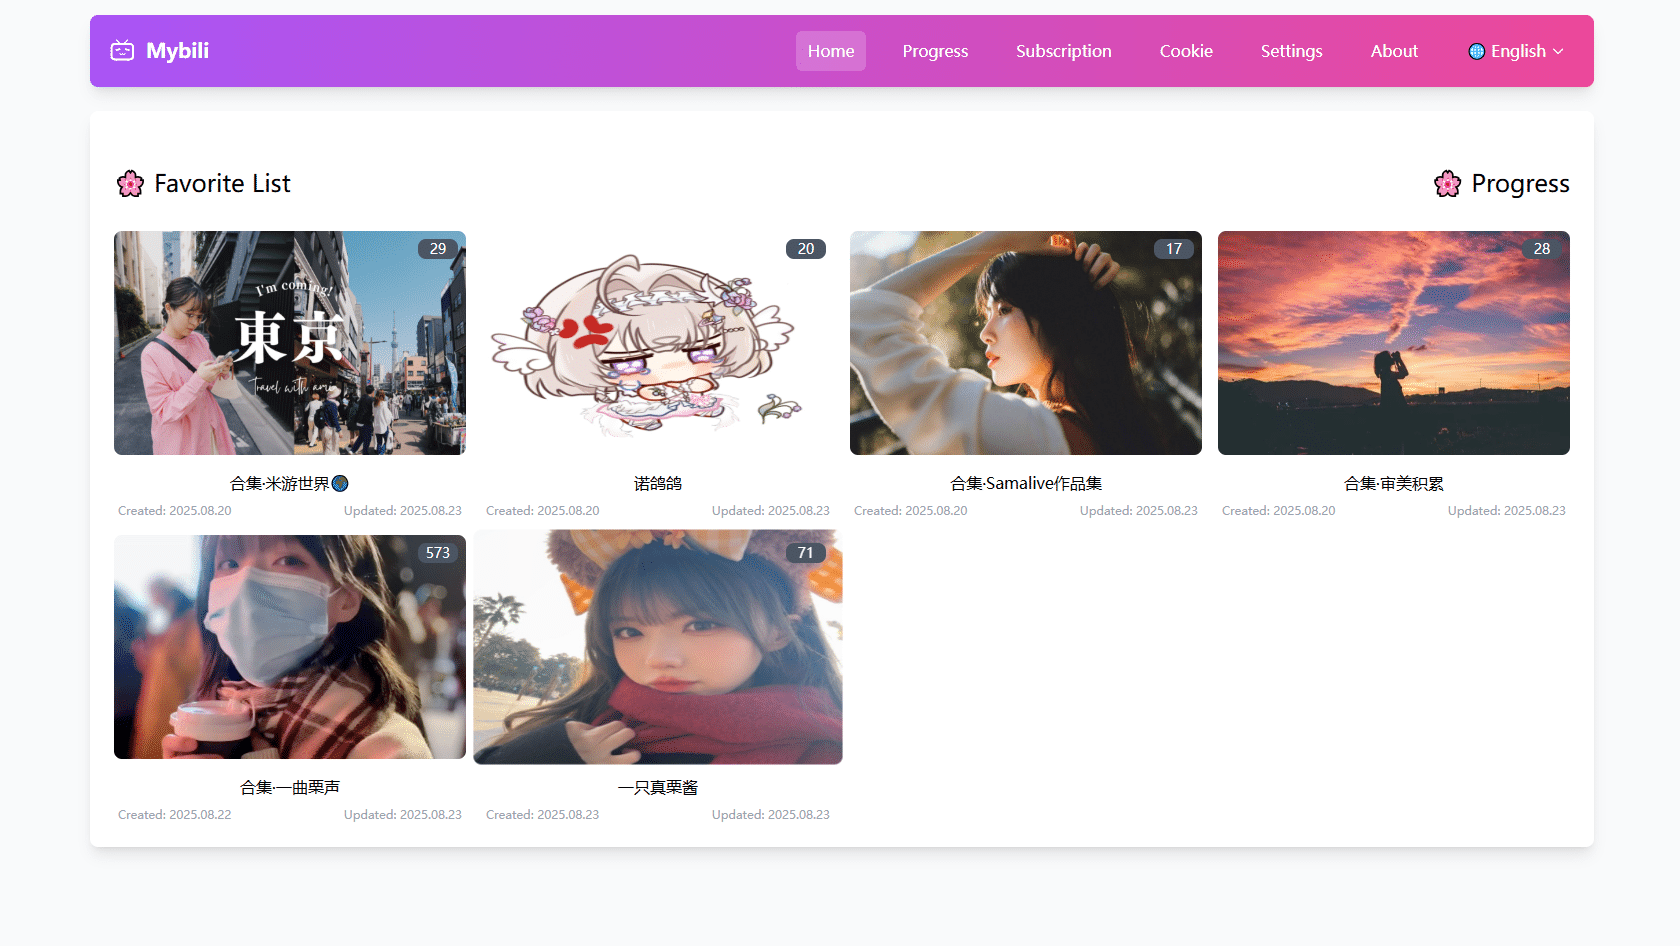 Mybili
Home
Progress
Subscription
Cookie
Settings
About
English
Favorite List
Progress
29
I'm coming!
東京
Travel with
20
17
28
合集·米游世界
诺鸽鸽
合集·Samalive作品集
合集·审美积累
Created: 2025.08.20
Updated: 2025.08.23
Created: 2025.08.20
Updated: 2025.08.23
Created: 2025.08.20
Updated: 2025.08.23
Created: 2025.08.20
Updated: 2025.08.23
573
71
合集·一曲栗声
一只真栗酱
Created: 2025.08.22
Updated: 2025.08.23
Created: 2025.08.23
Updated: 2025.08.23